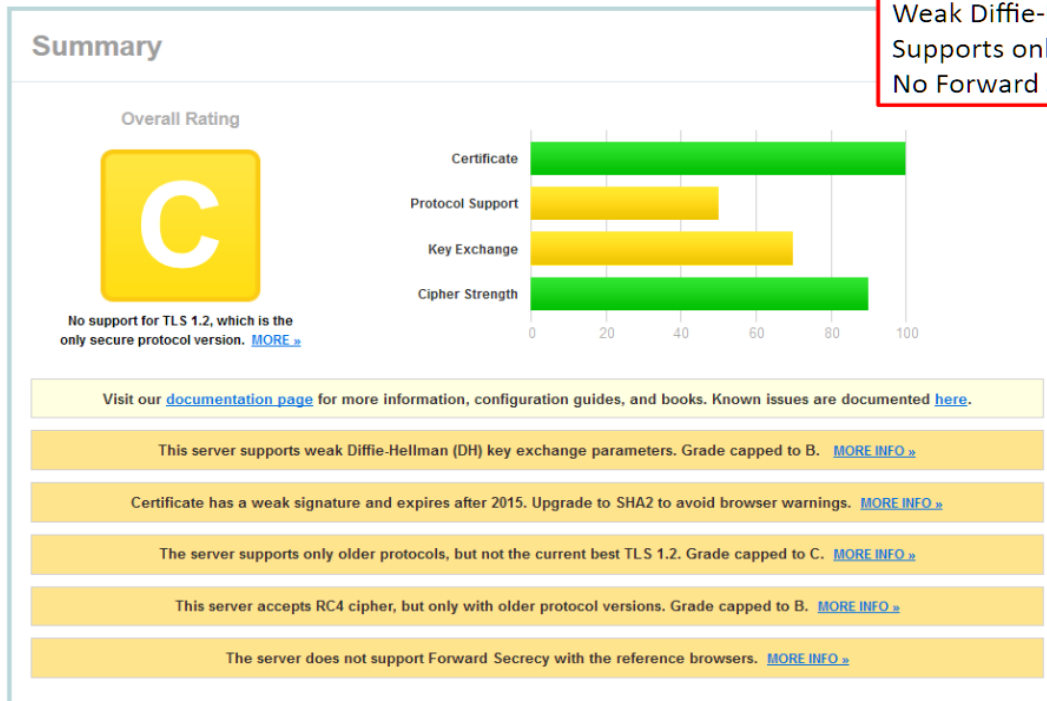 Weak Diffie-
Supports onl
No Forward
Summary
Overall Rating
C
No support for TLS 1.2, which is the
only secure protocol version. MORE »
Certificate
Protocol Support
Key Exchange
Cipher Strength
0 20 40 60 80 100
Visit our documentation page for more information, configuration guides, and books. Known issues are documented here.
This server supports weak Diffie-Hellman (DH) key exchange parameters. Grade capped to B. MORE INFO »
Certificate has a weak signature and expires after 2015. Upgrade to SHA2 to avoid browser warnings. MORE INFO »
The server supports only older protocols, but not the current best TLS 1.2. Grade capped to C. MORE INFO »
This server accepts RC4 cipher, but only with older protocol versions. Grade capped to B. MORE INFO »
The server does not support Forward Secrecy with the reference browsers. MORE INFO »